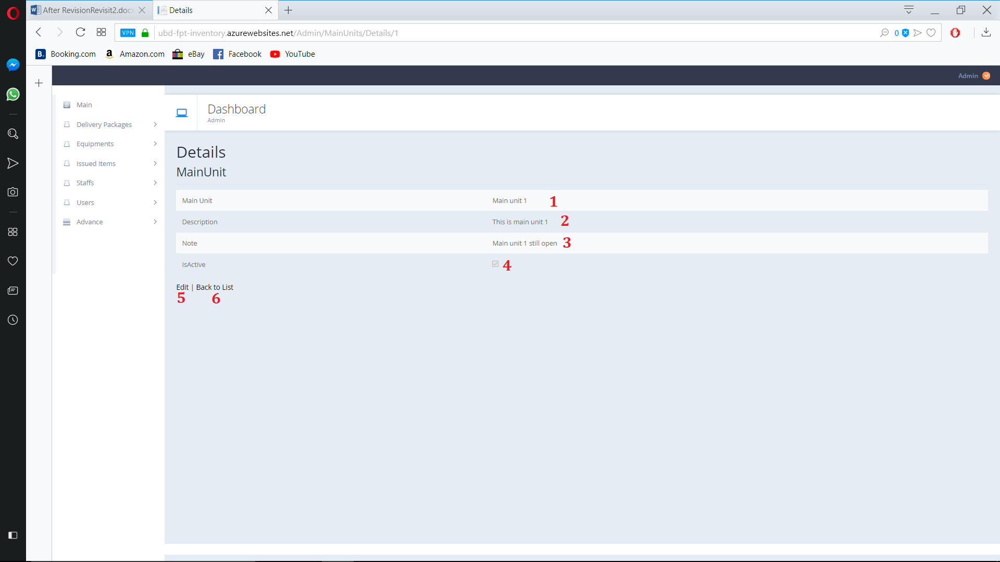 After RevisionRevisit2.docx
Details
VPN
ubd-fpt-inventory.azurewebsites.net/Admin/MainUnits/Details/1
0
B. Booking.com
a Amazon.com
eBay
Facebook
YouTube
Admin
Main
Delivery Packages
Equipments
Issued Items
Staffs
Users
Advance
Dashboard
Admin
Details
MainUnit
Main Unit Main unit 1 1
Description This is main unit 1 2
Note Main unit 1 still open 3
IsActive 4
Edit | Back to List
5 6